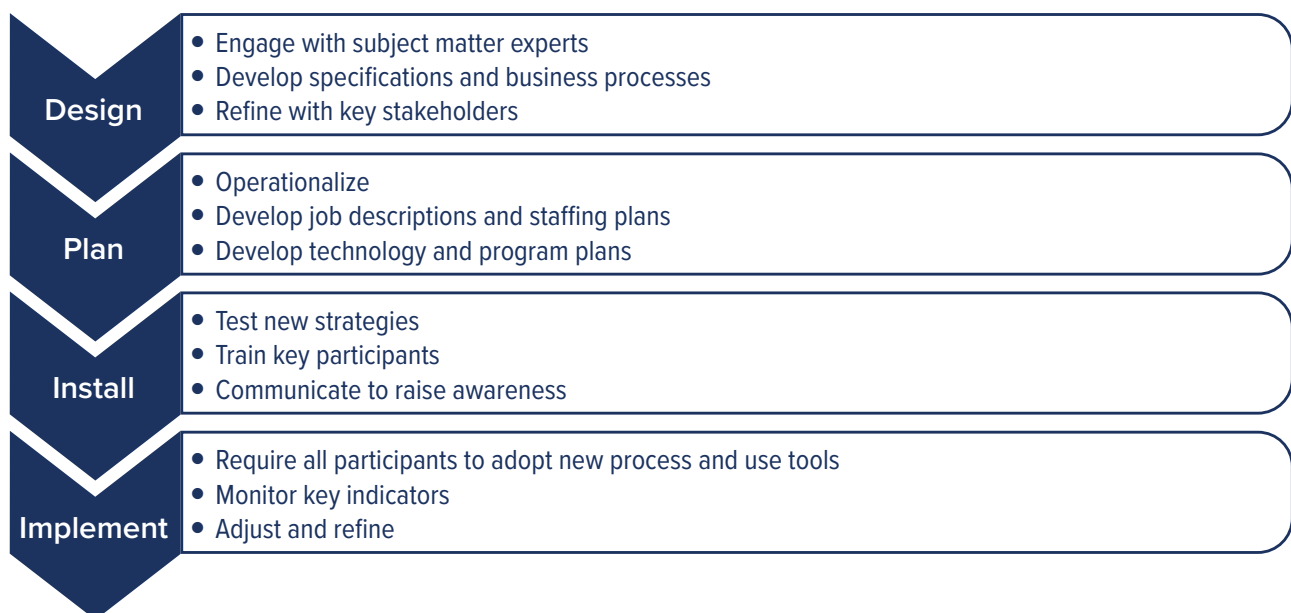 Design
• Engage with subject matter experts
• Develop specifications and business processes
• Refine with key stakeholders
Plan
• Operationalize
• Develop job descriptions and staffing plans
• Develop technology and program plans
Install
• Test new strategies
• Train key participants
• Communicate to raise awareness
Implement
• Require all participants to adopt new process and use tools
• Monitor key indicators
• Adjust and refine